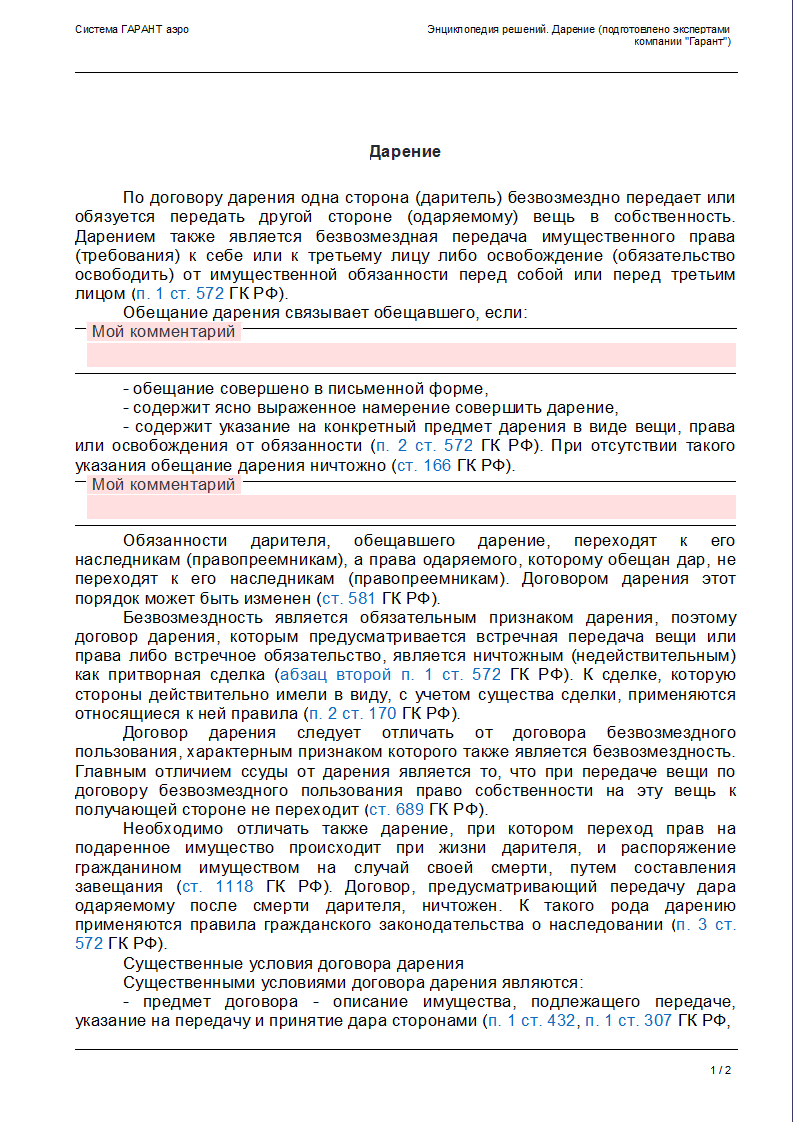 Система ГАРАНТ аэро
Энциклопедия решений. Дарение (подготовлено экспертами
компании "Гарант")
Дарение
По договору дарения одна сторона (даритель) безвозмездно передает или
обязуется передать другой стороне (одаряемому) вещь в собственность.
Дарением также является безвозмездная передача имущественного права
(требования) к себе или к третьему лицу либо освобождение (обязательство
освободить) от имущественной обязанности перед собой или перед третьим
лицом (п. 1 ст. 572 ГК РФ).
Обещание дарения связывает обещавшего, если:
Мой комментарий
- обещание совершено в письменной форме,
- содержит ясно выраженное намерение совершить дарение,
- содержит указание на конкретный предмет дарения в виде вещи, права
или освобождения от обязанности (п. 2 ст. 572 ГК РФ). При отсутствии такого
указания обещание дарения ничтожно (ст. 166 ГК РФ).
Мой комментарий
Обязанности дарителя, обещавшего дарение, переходят к его
наследникам (правопреемникам), а права одаряемого, которому обещан дар, не
переходят к его наследникам (правопреемникам). Договором дарения этот
порядок может быть изменен (ст. 581 ГК РФ).
Безвозмездность является обязательным признаком дарения, поэтому
договор дарения, которым предусматривается встречная передача вещи или
права либо встречное обязательство, является ничтожным (недействительным)
как притворная сделка (абзац второй п. 1 ст. 572 ГК РФ). К сделке, которую
стороны действительно имели в виду, с учетом существа сделки, применяются
относящиеся к ней правила (п. 2 ст. 170 ГК РФ).
Договор дарения следует отличать от договора безвозмездного
пользования, характерным признаком которого также является безвозмездность.
Главным отличием ссуды от дарения является то, что при передаче вещи по
договору безвозмездного пользования право собственности на эту вещь к
получающей стороне не переходит (ст. 689 ГК РФ).
Необходимо отличать также дарение, при котором переход прав на
подаренное имущество происходит при жизни дарителя, и распоряжение
гражданином имуществом на случай своей смерти, путем составления
завещания (ст. 1118 ГК РФ). Договор, предусматривающий передачу дара
одаряемому после смерти дарителя, ничтожен. К такого рода дарению
применяются правила гражданского законодательства о наследовании (п. 3 ст.
572 ГК РФ).
Существенные условия договора дарения
Существенными условиями договора дарения являются:
- предмет договора - описание имущества, подлежащего передаче,
указание на передачу и принятие дара сторонами (п. 1 ст. 432, п. 1 ст. 307 ГК РФ,
1 / 2